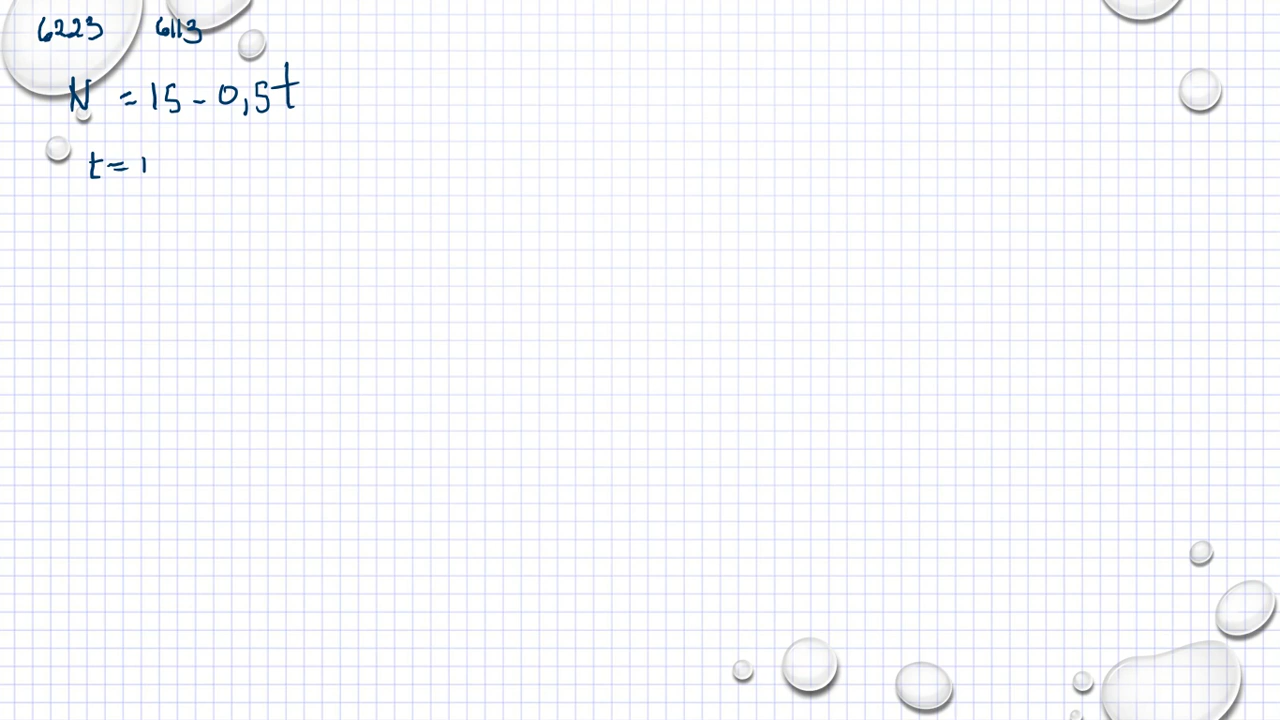 6223 6113
N = 15 - 0,5t
t = 1